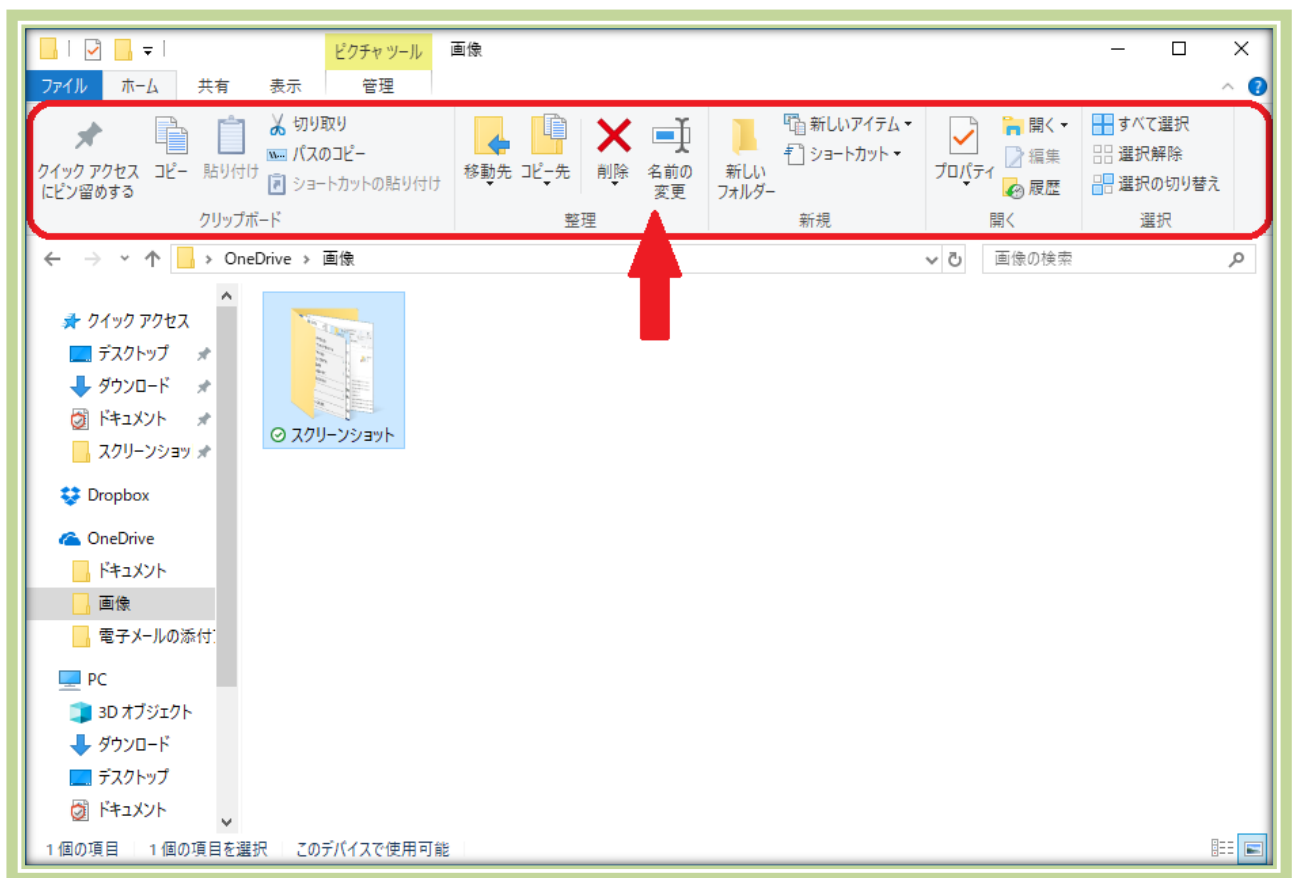 ピクチャ ツール 画像
ファイル ホーム 共有 表示 管理
クイック アクセス
にピン留めする
コピー
貼り付け
切り取り
パスのコピー
ショートカットの貼り付け
クリップボード
移動先
コピー先
削除
名前の
変更
整理
新しい
フォルダー
新しいアイテム
ショートカット
新規
プロパティ
開く
編集
履歴
開く
すべて選択
選択解除
選択の切り替え
選択
OneDrive › 画像
画像の検索
クイック アクセス
デスクトップ
ダウンロード
ドキュメント
スクリーンショッ
Dropbox
OneDrive
ドキュメント
画像
電子メールの添付
PC
3D オブジェクト
ダウンロード
デスクトップ
ドキュメント
スクリーンショット
1 個の項目 1 個の項目を選択 このデバイスで使用可能